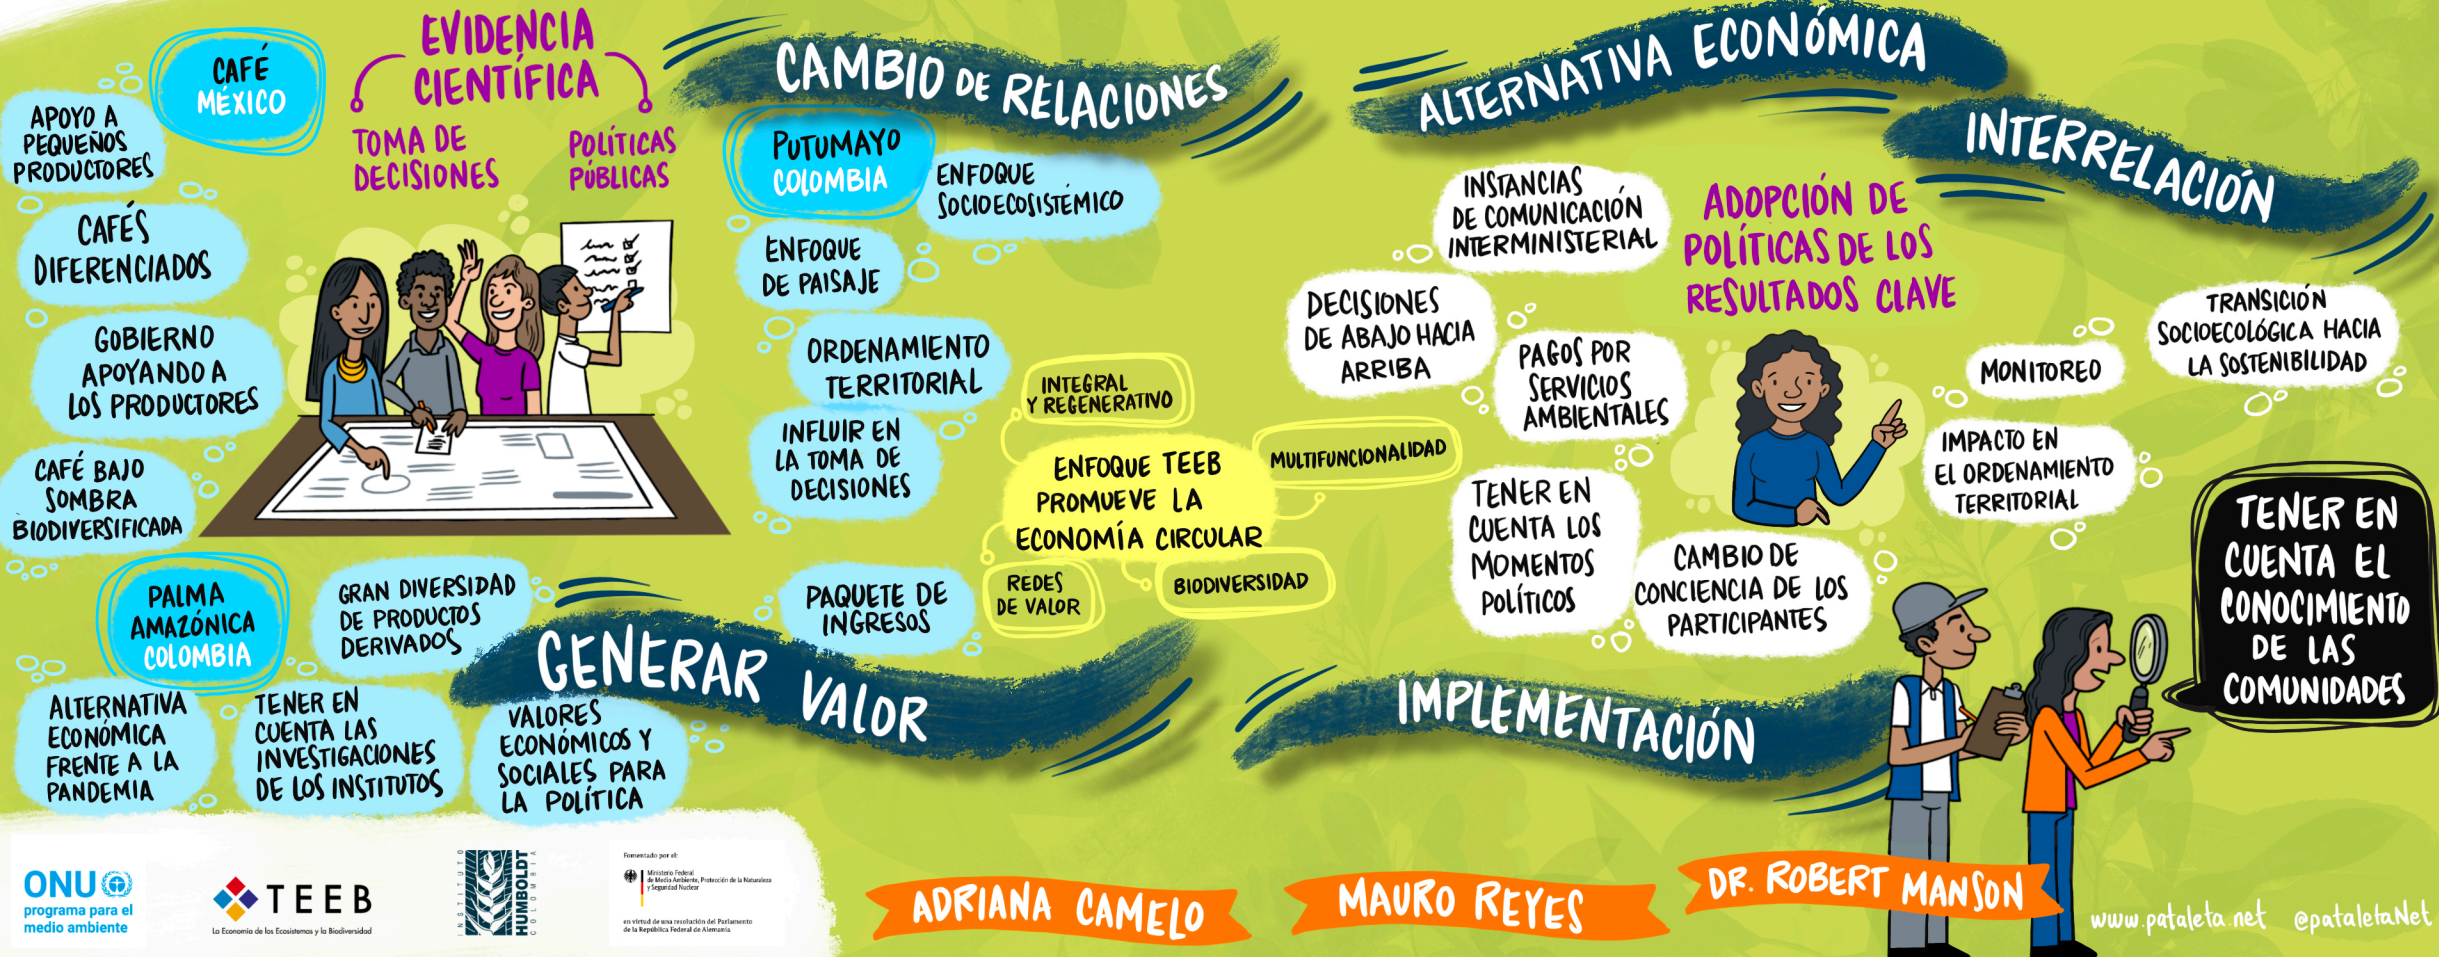 CAFÉ
MÉXICO
APOYO A
PEQUEÑOS
PRODUCTORES
CAFÉS
DIFERENCIADOS
GOBIERNO
APOYANDO A
LOS PRODUCTORES
CAFÉ BAJO
SOMBRA
BIODIVERSIFICADA
EVIDENCIA
CIENTÍFICA
TOMA DE
DECISIONES
POLÍTICAS
PÚBLICAS
CAMBIO DE RELACIONES
PUTUMAYO
COLOMBIA
ENFOQUE
SOCIOECOSISTÉMICO
ENFOQUE
DE PAISAJE
ORDENAMIENTO
TERRITORIAL
INFLUIR EN
LA TOMA DE
DECISIONES
PAQUETE DE
INGRESOS
INTEGRAL
Y REGENERATIVO
ENFOQUE TEEB
PROMUEVE LA
ECONOMÍA CIRCULAR
MULTIFUNCIONALIDAD
REDES
DE VALOR
BIODIVERSIDAD
PALMA
AMAZÓNICA
COLOMBIA
GRAN DIVERSIDAD
DE PRODUCTOS
DERIVADOS
ALTERNATIVA
ECONÓMICA
FRENTE A LA
PANDEMIA
TENER EN
CUENTA LAS
INVESTIGACIONES
DE LOS INSTITUTOS
VALORES
ECONÓMICOS Y
SOCIALES PARA
LA POLÍTICA
GENERAR VALOR
ALTERNATIVA ECONÓMICA
INTERRELACIÓN
INSTANCIAS
DE COMUNICACIÓN
INTERMINISTERIAL
ADOPCIÓN DE
POLÍTICAS DE LOS
RESULTADOS CLAVE
DECISIONES
DE ABAJO HACIA
ARRIBA
PAGOS POR
SERVICIOS
AMBIENTALES
TENER EN
CUENTA LOS
MOMENTOS
POLÍTICOS
CAMBIO DE
CONCIENCIA DE LOS
PARTICIPANTES
MONITOREO
TRANSICIÓN
SOCIOECOLÓGICA HACIA
LA SOSTENIBILIDAD
IMPACTO EN
EL ORDENAMIENTO
TERRITORIAL
TENER EN
CUENTA EL
CONOCIMIENTO
DE LAS
COMUNIDADES
IMPLEMENTACIÓN
ONU
programa para el
medio ambiente
TEEB
La Economía de los Ecosistemas y la Biodiversidad
INSTITUTO
HUMBOLDT
COLOMBIA
Fomentado por el:
Ministerio Federal
de Medio Ambiente, Protección de la Naturaleza
y Seguridad Nuclear
en virtud de una resolución del Parlamento
de la República Federal de Alemania
ADRIANA CAMELO
MAURO REYES
DR. ROBERT MANSON
www.pataleta.net @pataletaNet